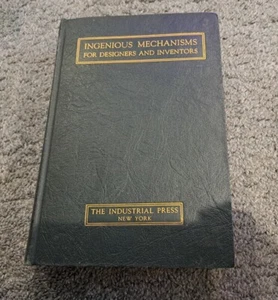 INGENIOUS MECHANISMS
FOR DESIGNERS AND INVENTORS
THE INDUSTRIAL PRESS
NEW YORK